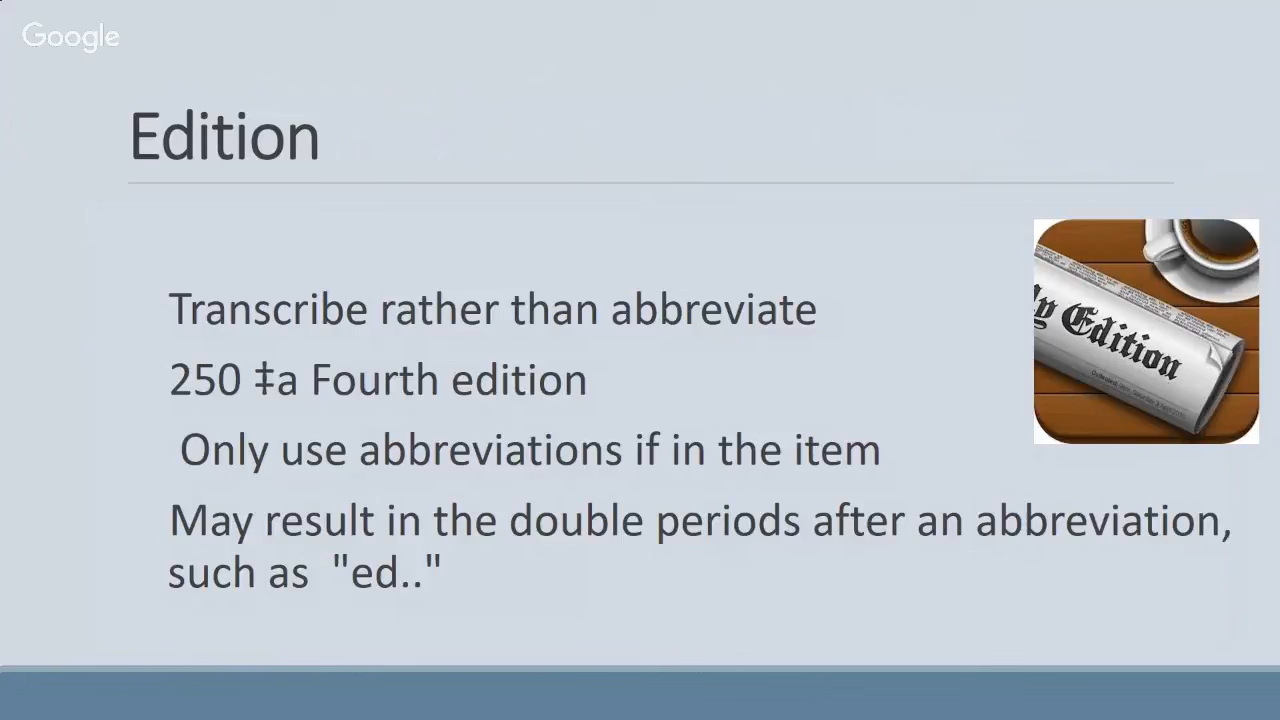 Google
Edition
Transcribe rather than abbreviate
250 ‡a Fourth edition
Only use abbreviations if in the item
May result in the double periods after an abbreviation,
such as "ed.."
Edition